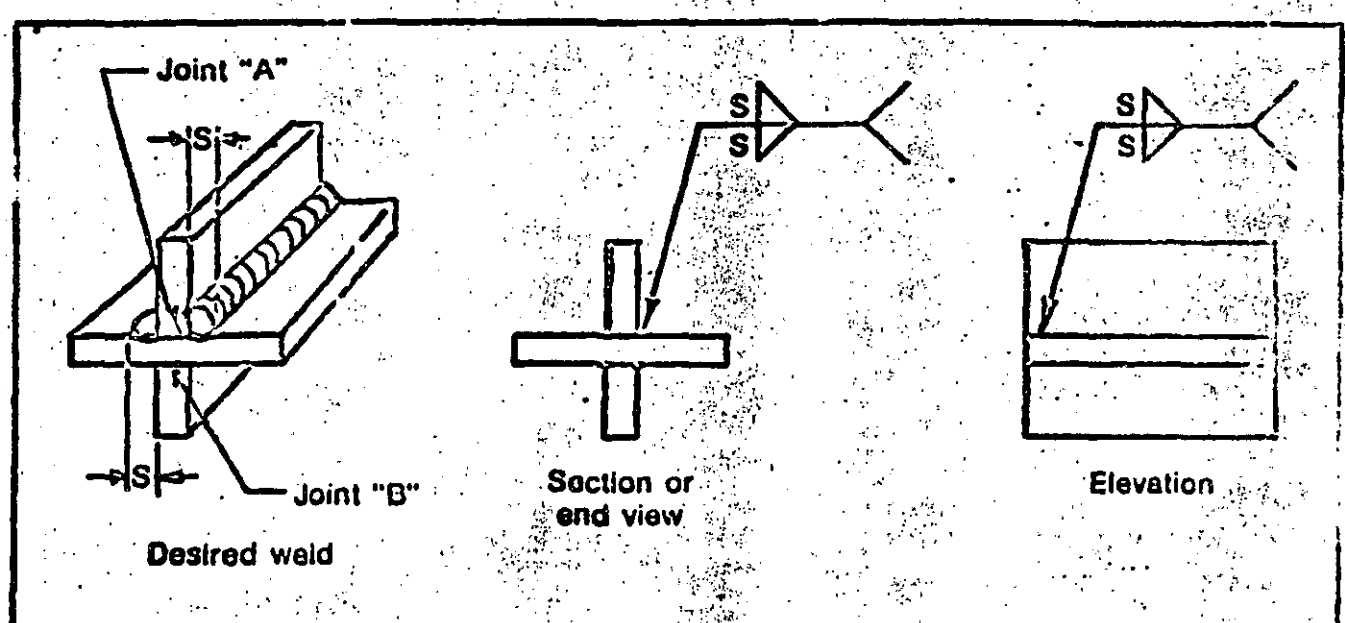 Joint "A"
S
S
S
S
S
S
Joint "B"
Section or
end view
Elevation
Desired weld